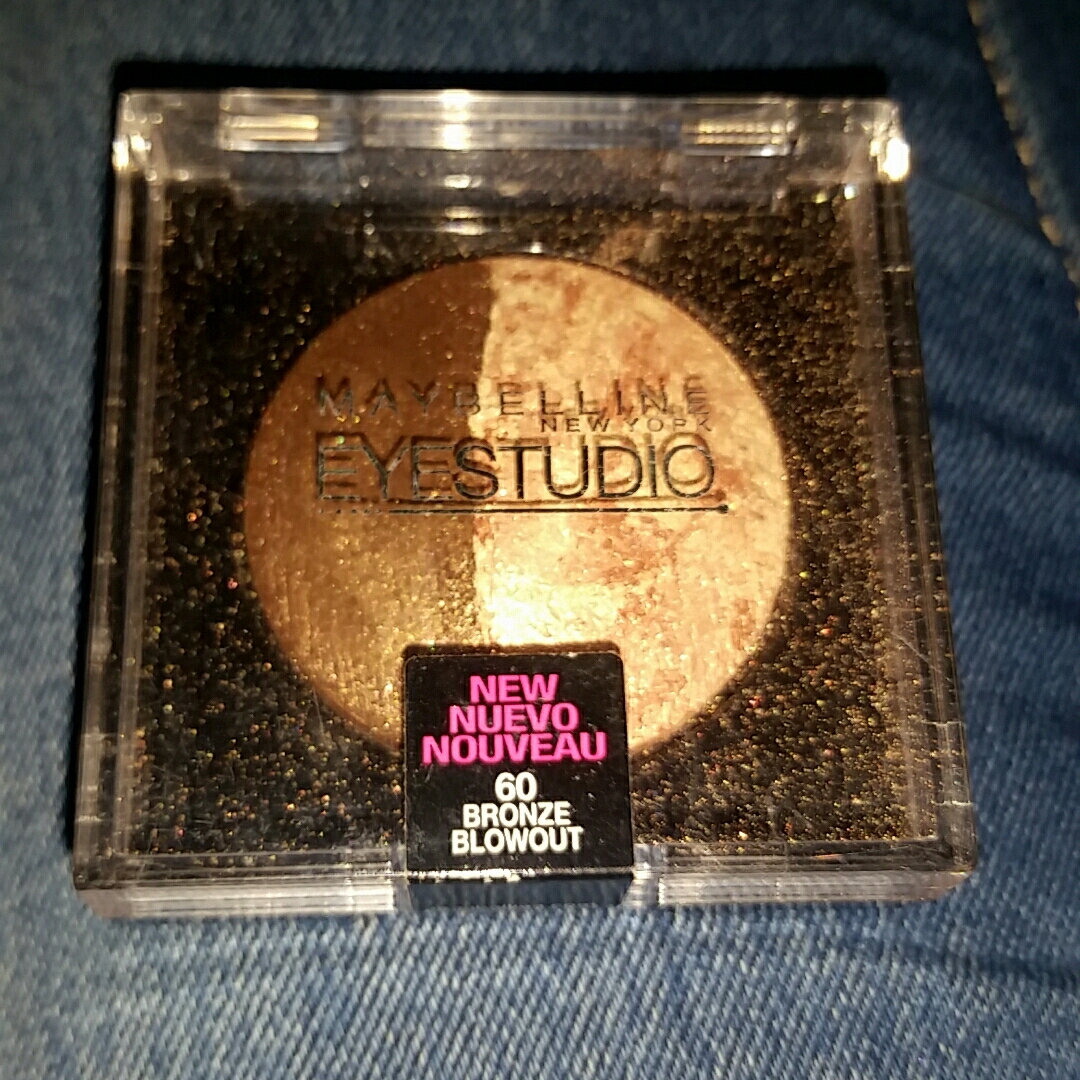 MAYBELLINE
NEW YORK
EYESTUDIO
NEW
NUEVO
NOUVEAU
60
BRONZE
BLOWOUT